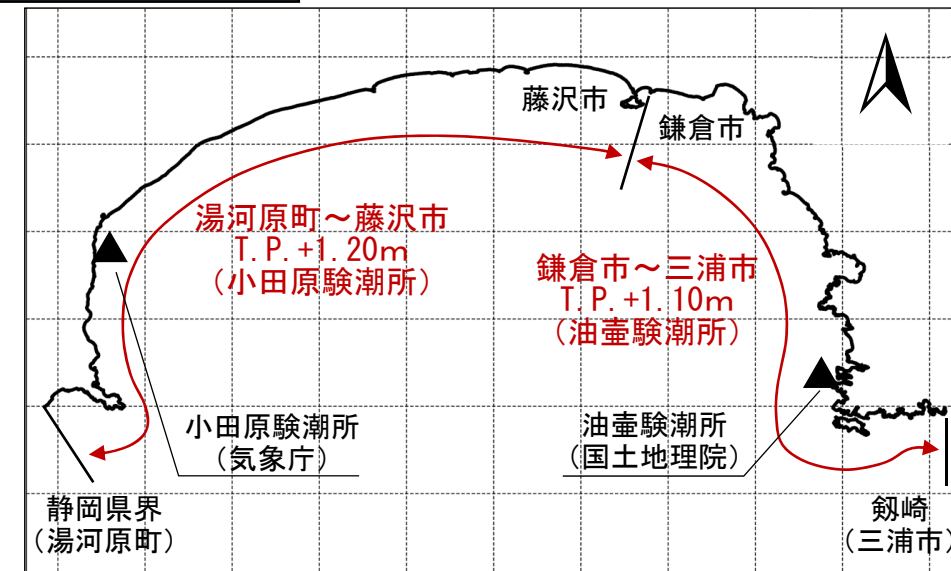 藤沢市
鎌倉市
湯河原町～藤沢市
T.P.+1.20m
(小田原験潮所)
鎌倉市～三浦市
T.P.+1.10m
(油壷験潮所)
小田原験潮所
(気象庁)
油壷験潮所
(国土地理院)
静岡県界
(湯河原町)
剱崎
(三浦市)